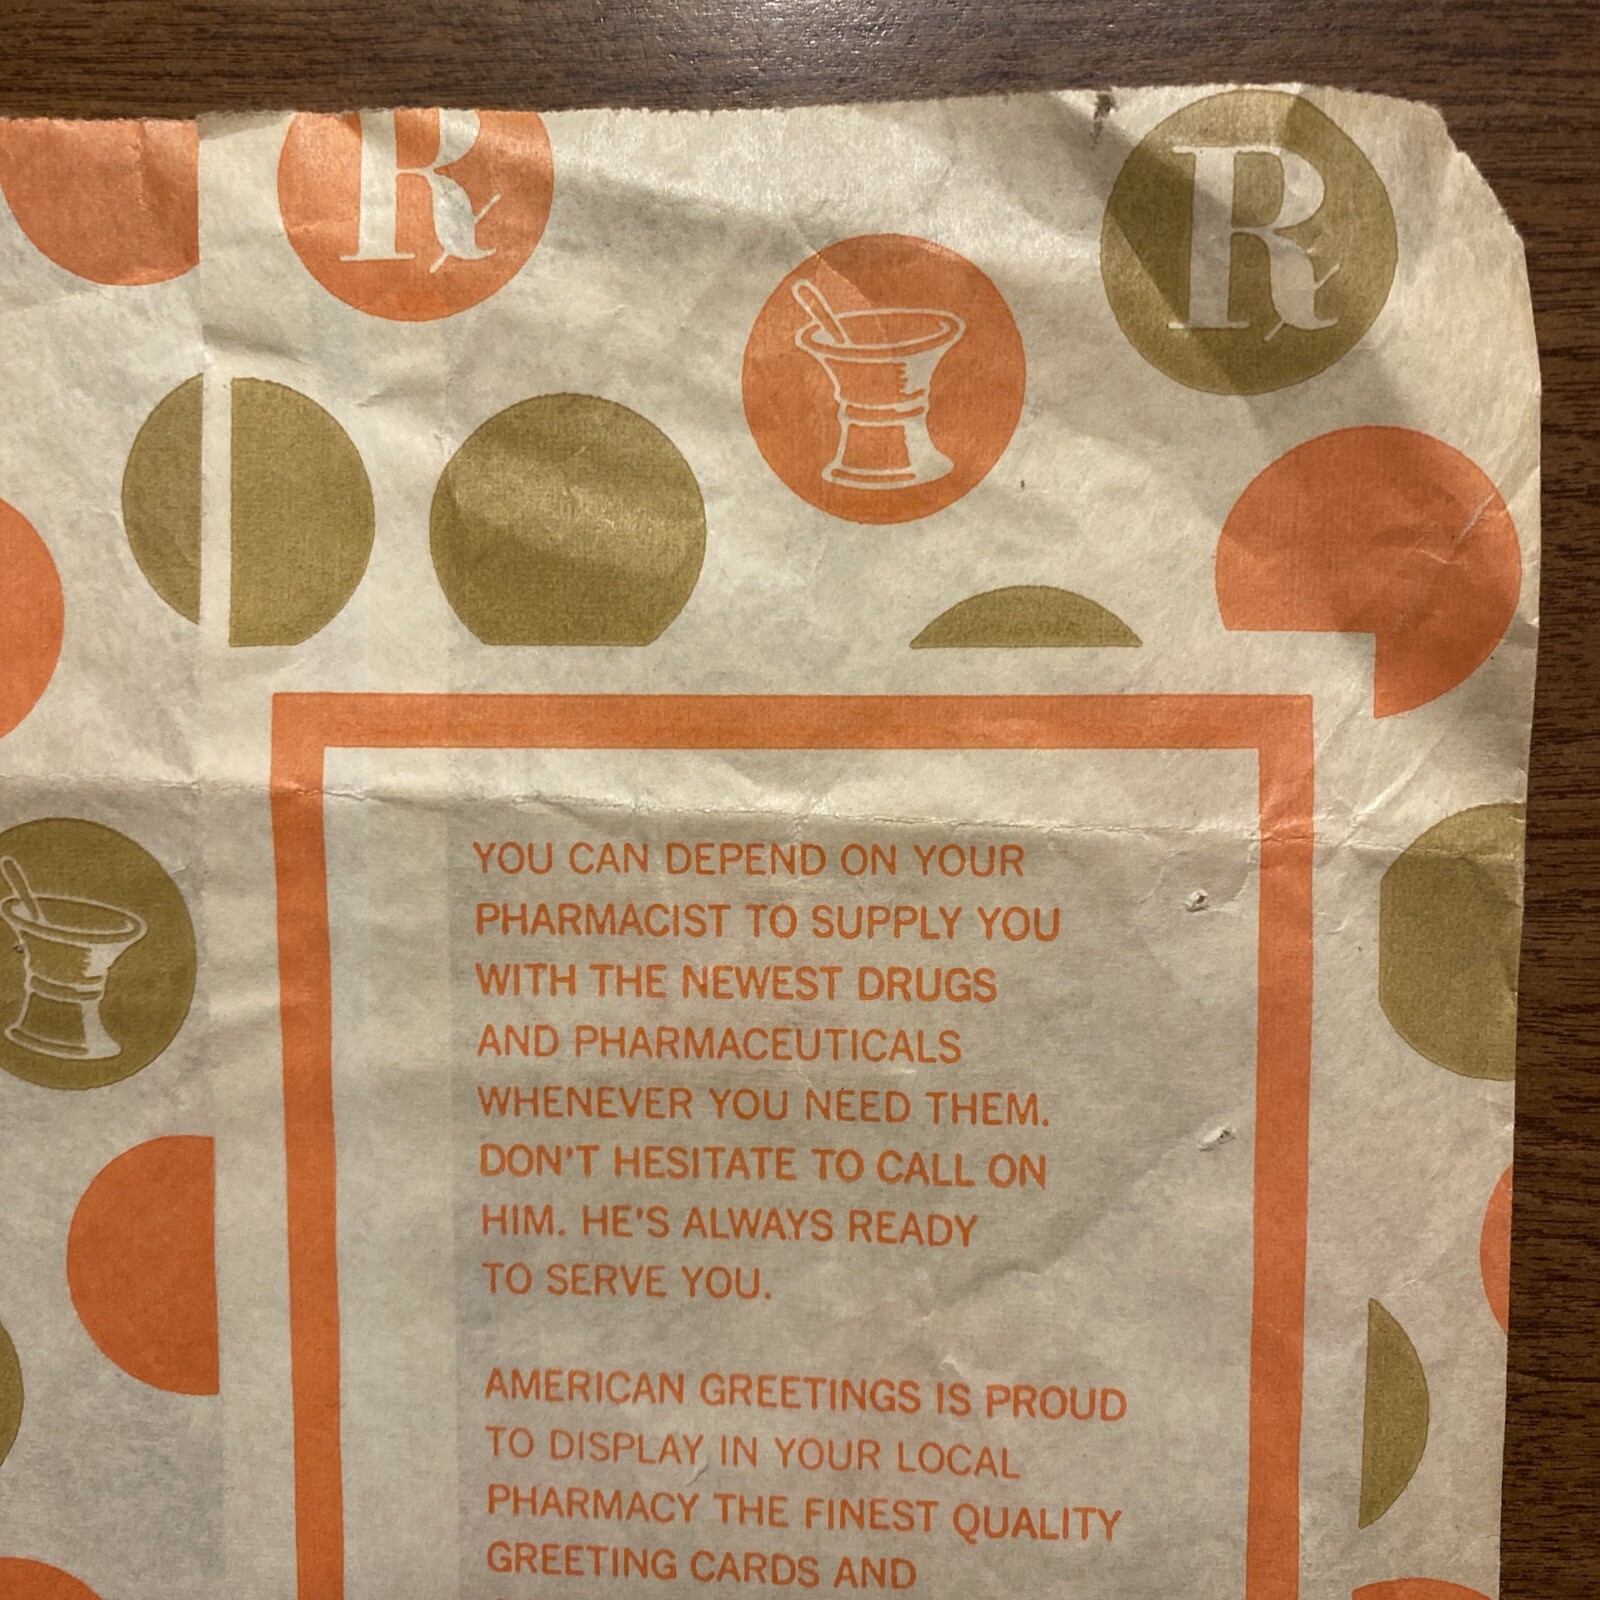 ℞
℞
YOU CAN DEPEND ON YOUR
PHARMACIST TO SUPPLY YOU
WITH THE NEWEST DRUGS
AND PHARMACEUTICALS
WHENEVER YOU NEED THEM.
DON'T HESITATE TO CALL ON
HIM. HE'S ALWAYS READY
TO SERVE YOU.
AMERICAN GREETINGS IS PROUD
TO DISPLAY IN YOUR LOCAL
PHARMACY THE FINEST QUALITY
GREETING CARDS AND